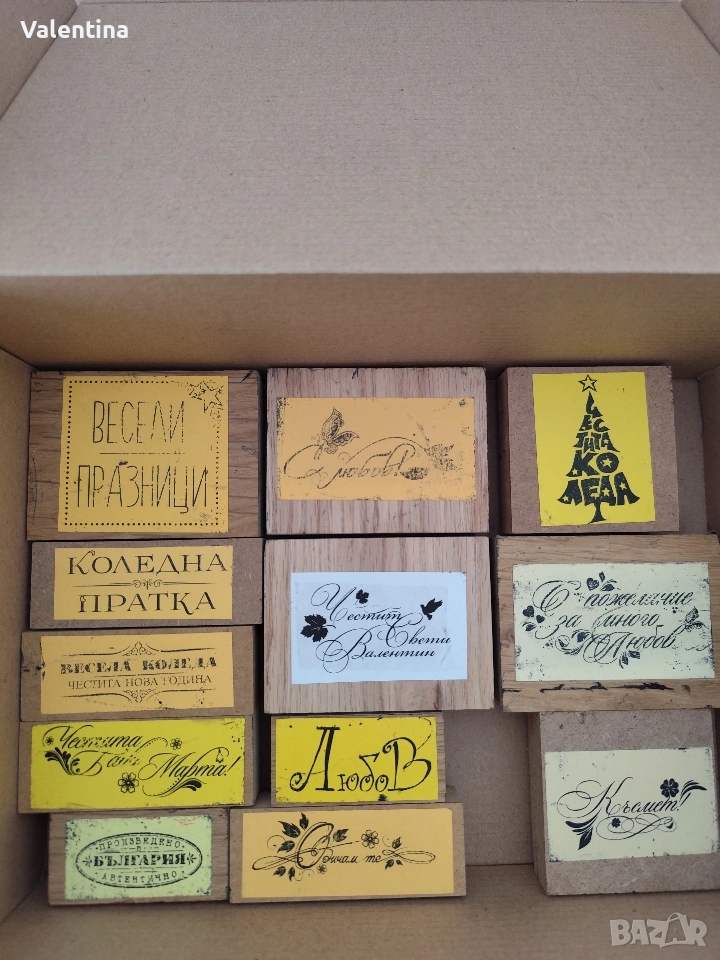 Valentina
ВЕСЕЛИ
ПРАЗНИЦИ
С любов!
ЧЕСТИТА
КОЛЕДА
КОЛЕДНА
ПРАТКА
Честит
Свети
Валентин
С пожелание
за много
Любов
ВЕСЕЛА КОЛЕДА
ЧЕСТИТА НОВА ГОДИНА
Честита
Баба
Марта!
ЛюбоВ
Късмет!
ПРОИЗВЕДЕНО
В
БЪЛГАРИЯ
АВТЕНТИЧНО
Обичам те
BAZAR